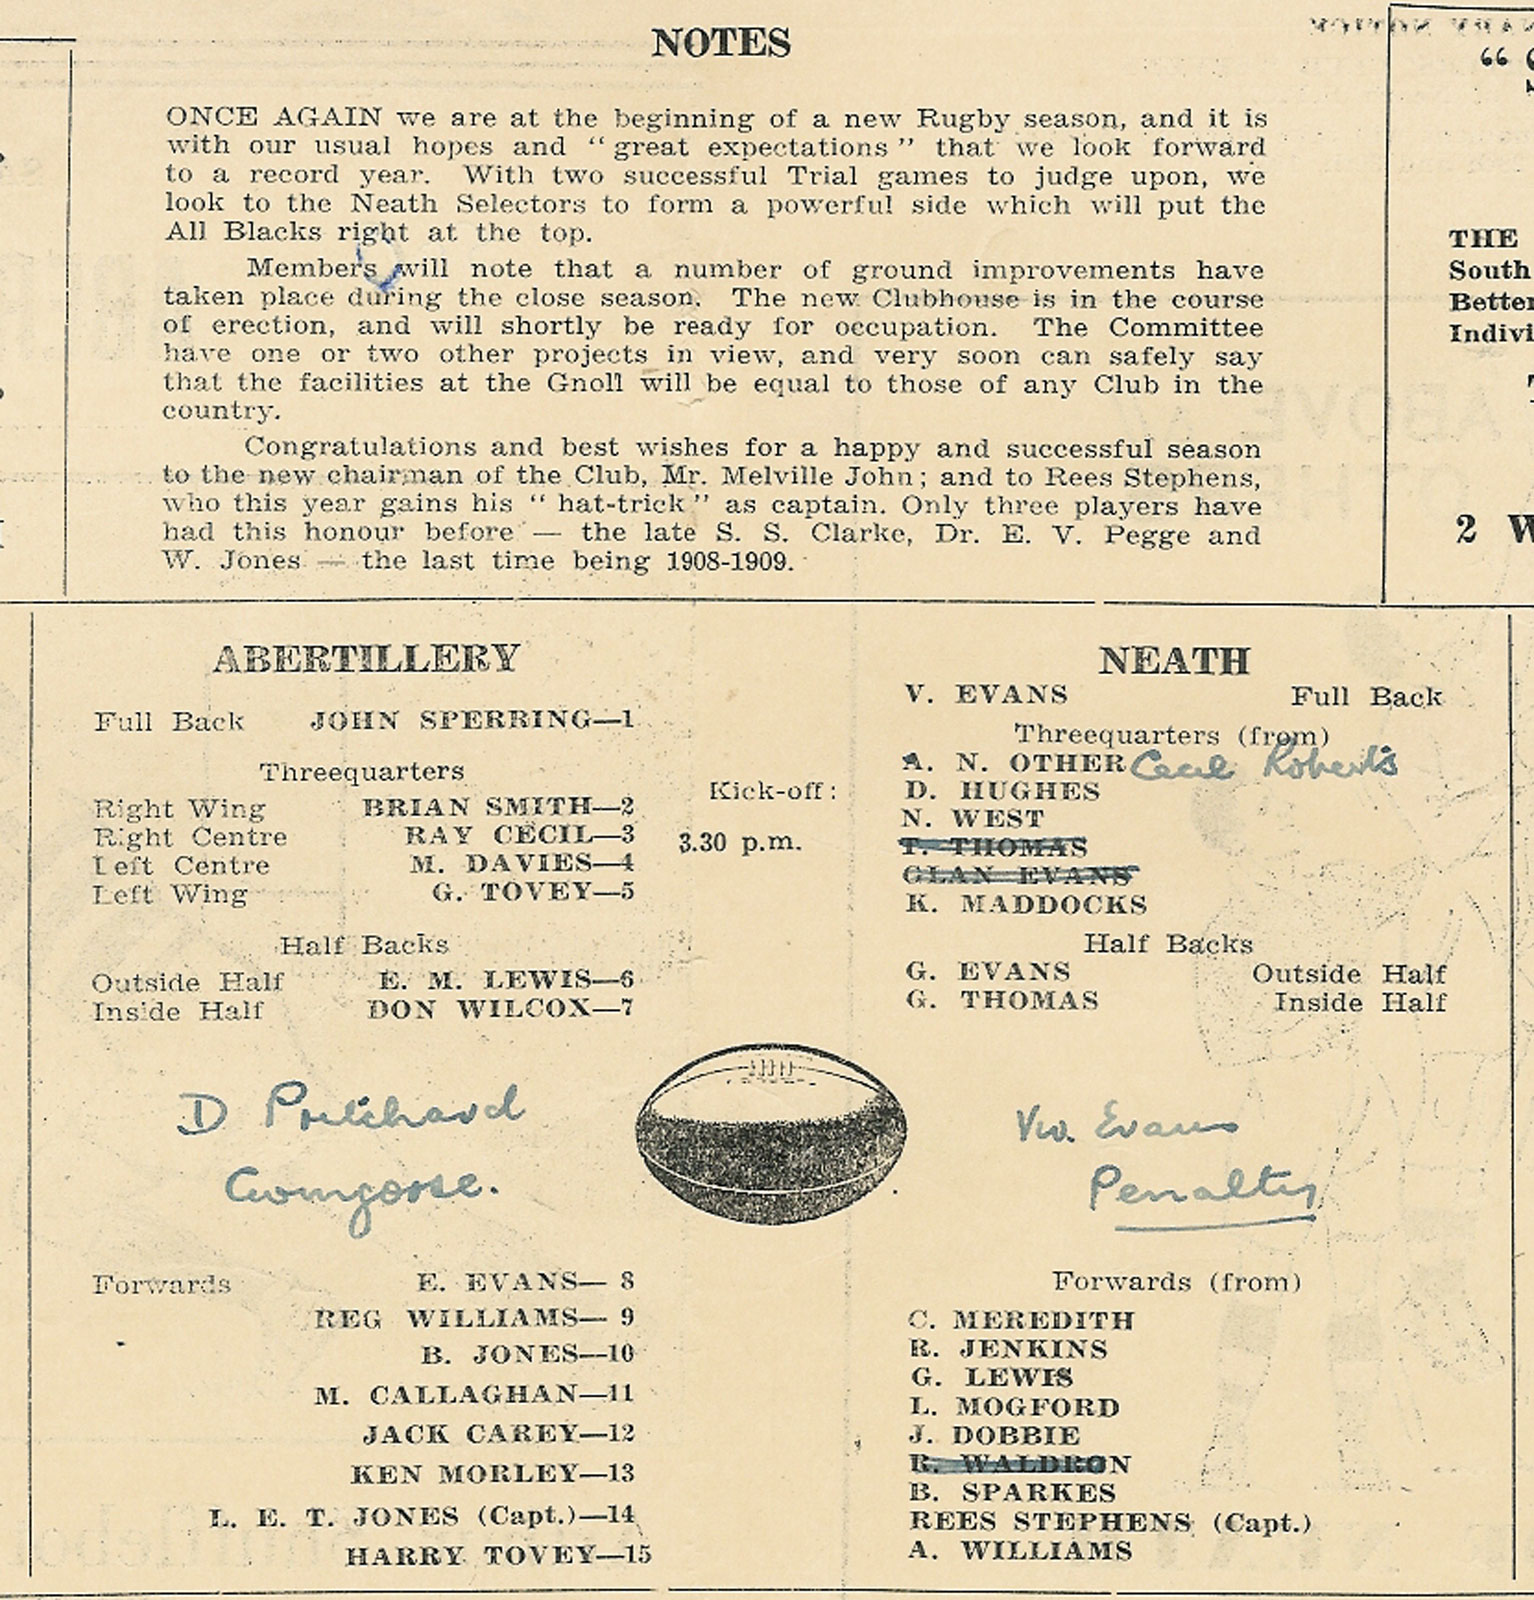 NOTES
ONCE AGAIN we are at the beginning of a new Rugby season, and it is
with our usual hopes and "great expectations" that we look forward
to a record year. With two successful Trial games to judge upon, we
look to the Neath Selectors to form a powerful side which will put the
All Blacks right at the top.
Members will note that a number of ground improvements have
taken place during the close season. The new Clubhouse is in the course
of erection, and will shortly be ready for occupation. The Committee
have one or two other projects in view, and very soon can safely say
that the facilities at the Gnoll will be equal to those of any Club in the
country.
Congratulations and best wishes for a happy and successful season
to the new chairman of the Club, Mr. Melville John; and to Rees Stephens,
who this year gains his "hat-trick" as captain. Only three players have
had this honour before — the late S. S. Clarke, Dr. E. V. Pegge and
W. Jones — the last time being 1908-1909.
THE
South
Better
Indivi
2 W
ABERTILLERY
Full Back JOHN SPERRING—1
Threequarters
Right Wing BRIAN SMITH—2
Right Centre RAY CECIL—3
Left Centre M. DAVIES—4
Left Wing G. TOVEY—5
Half Backs
Outside Half E. M. LEWIS—6
Inside Half DON WILCOX—7
D Pritchard
Forwards E. EVANS— 8
REG WILLIAMS— 9
B. JONES—10
M. CALLAGHAN—11
JACK CAREY—12
KEN MORLEY—13
L. E. T. JONES (Capt.)—14
HARRY TOVEY—15
Kick-off:
3.30 p.m.
NEATH
V. EVANS Full Back
Threequarters (from)
A. N. OTHER Cecil Roberts
D. HUGHES
N. WEST
T. THOMAS
GLAN EVANS
K. MADDOCKS
Half Backs
G. EVANS Outside Half
G. THOMAS Inside Half
Viv. Evans
Penalty
Forwards (from)
C. MEREDITH
R. JENKINS
G. LEWIS
L. MOGFORD
J. DOBBIE
R. WALDRON
B. SPARKES
REES STEPHENS (Capt.)
A. WILLIAMS